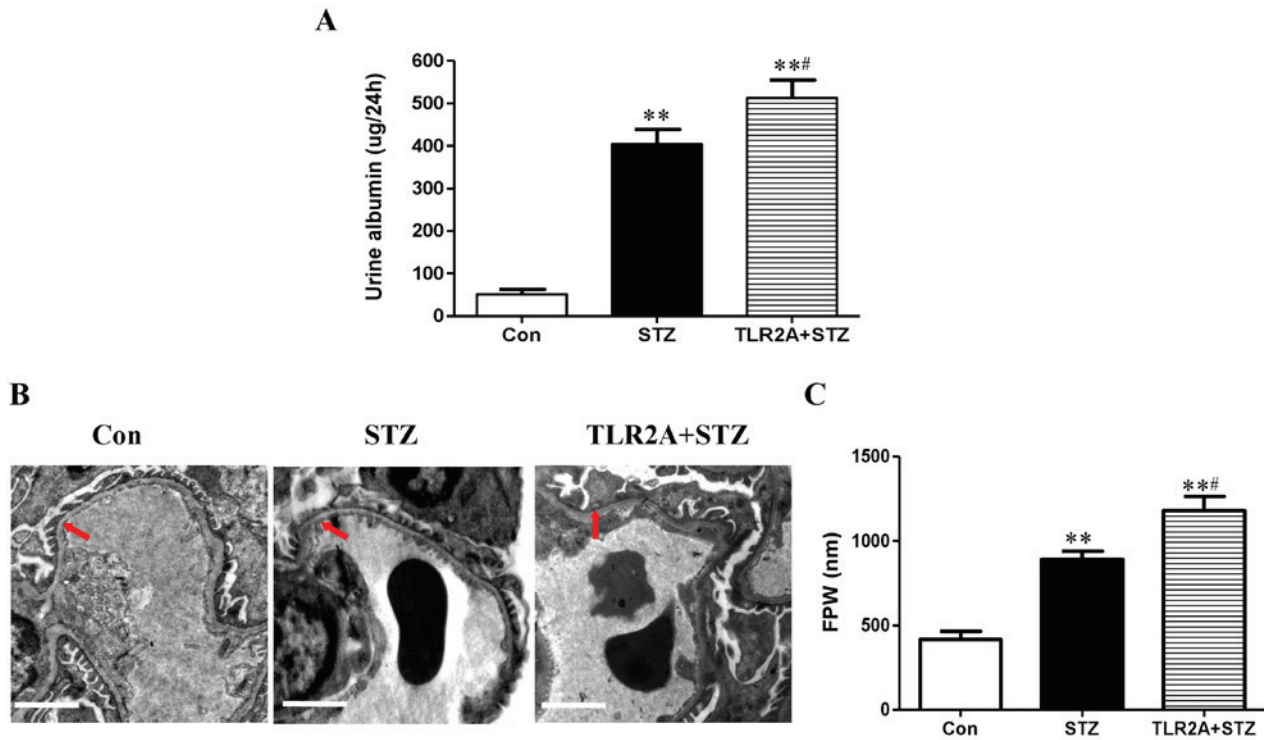 A
Urine albumin (ug/24h)
600
500
400
300
200
100
0
**
**#
Con
STZ
TLR2A+STZ
B
Con
STZ
TLR2A+STZ
C
FPW (nm)
1500
1000
500
0
**
**#
Con
STZ
TLR2A+STZ